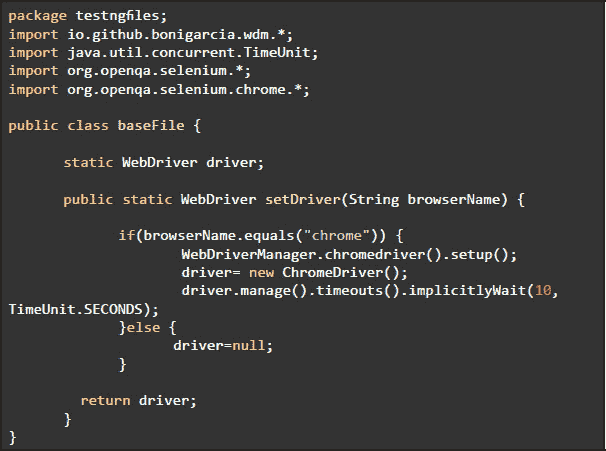 package testngfiles;
import io.github.bonigarcia.wdm.*;
import java.util.concurrent.TimeUnit;
import org.openqa.selenium.*;
import org.openqa.selenium.chrome.*;
public class baseFile {
static WebDriver driver;
public static WebDriver setDriver(String browserName) {
if(browserName.equals("chrome")) {
WebDriverManager.chromedriver().setup();
driver= new ChromeDriver();
driver.manage().timeouts().implicitlyWait(10,
TimeUnit.SECONDS);
}else {
driver=null;
}
return driver;
}
}